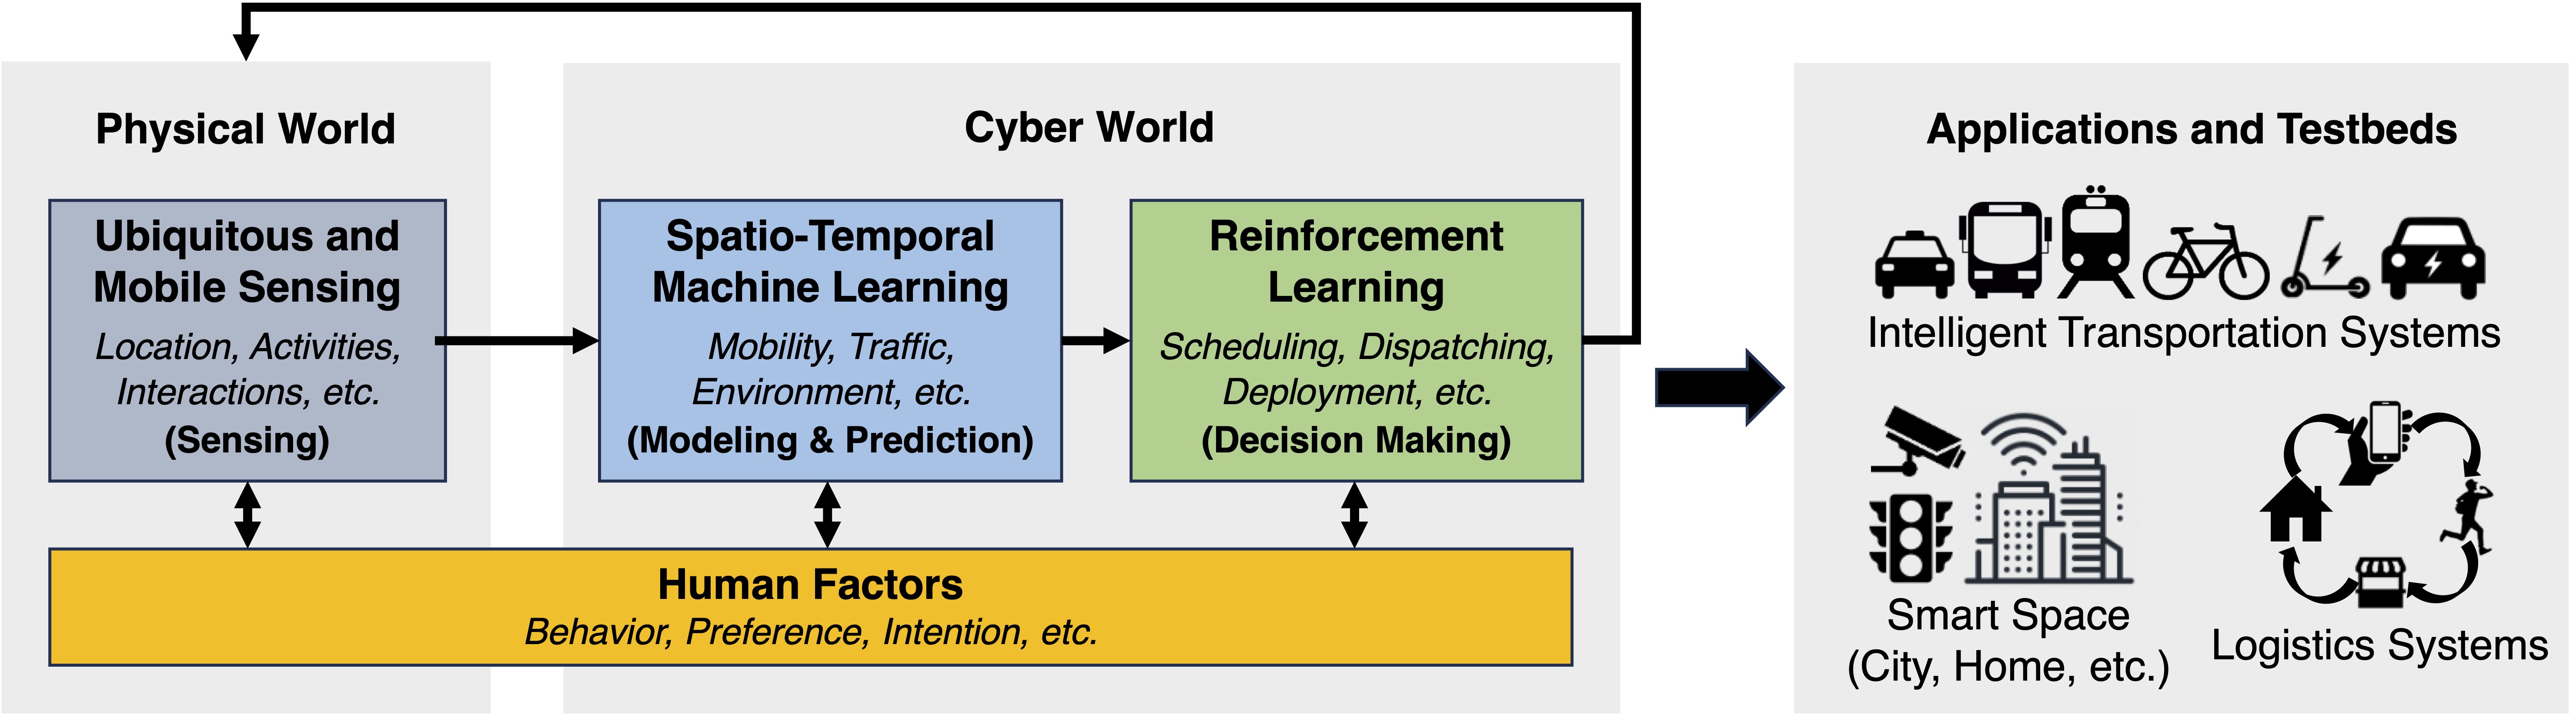 Physical World
Ubiquitous and
Mobile Sensing
Location, Activities,
Interactions, etc.
(Sensing)
Cyber World
Spatio-Temporal
Machine Learning
Mobility, Traffic,
Environment, etc.
(Modeling & Prediction)
Reinforcement
Learning
Scheduling, Dispatching,
Deployment, etc.
(Decision Making)
Human Factors
Behavior, Preference, Intention, etc.
Applications and Testbeds
Intelligent Transportation Systems
Smart Space
(City, Home, etc.)
Logistics Systems